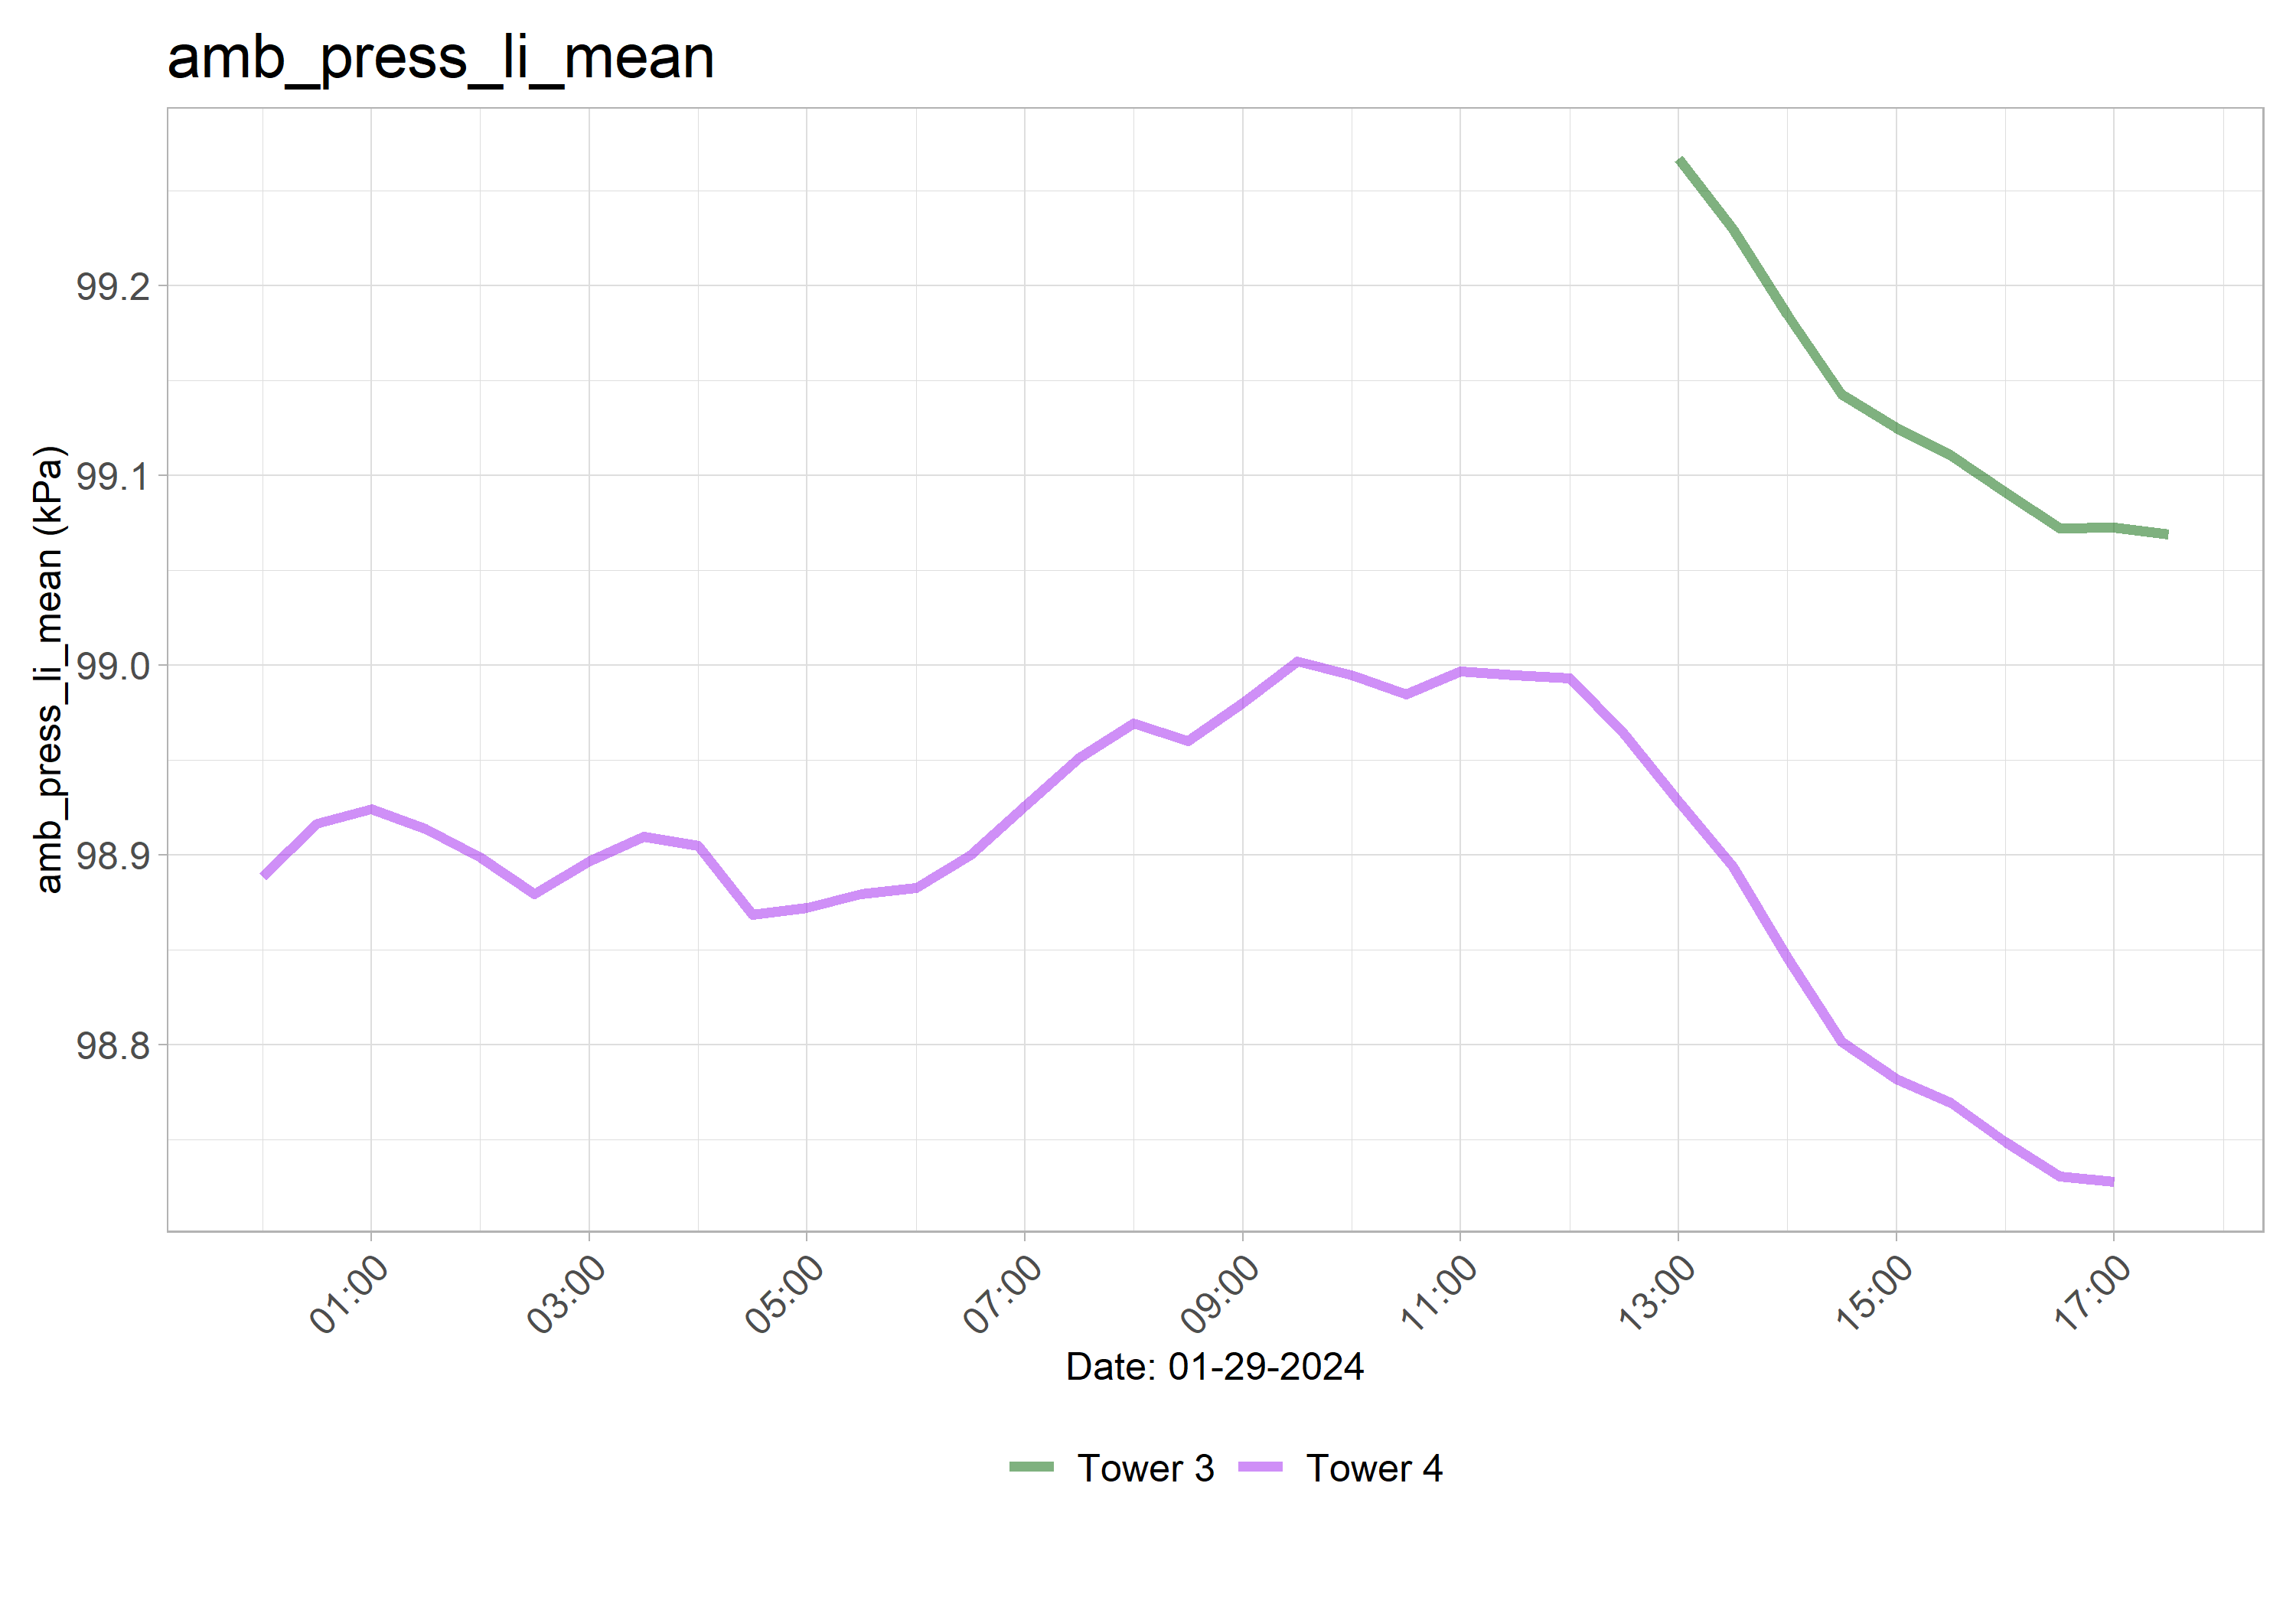 amb_press_li_mean
amb_press_li_mean (kPa)
99.2
99.1
99.0
98.9
98.8
01:00
03:00
05:00
07:00
09:00
11:00
13:00
15:00
17:00
Date: 01-29-2024
Tower 3
Tower 4